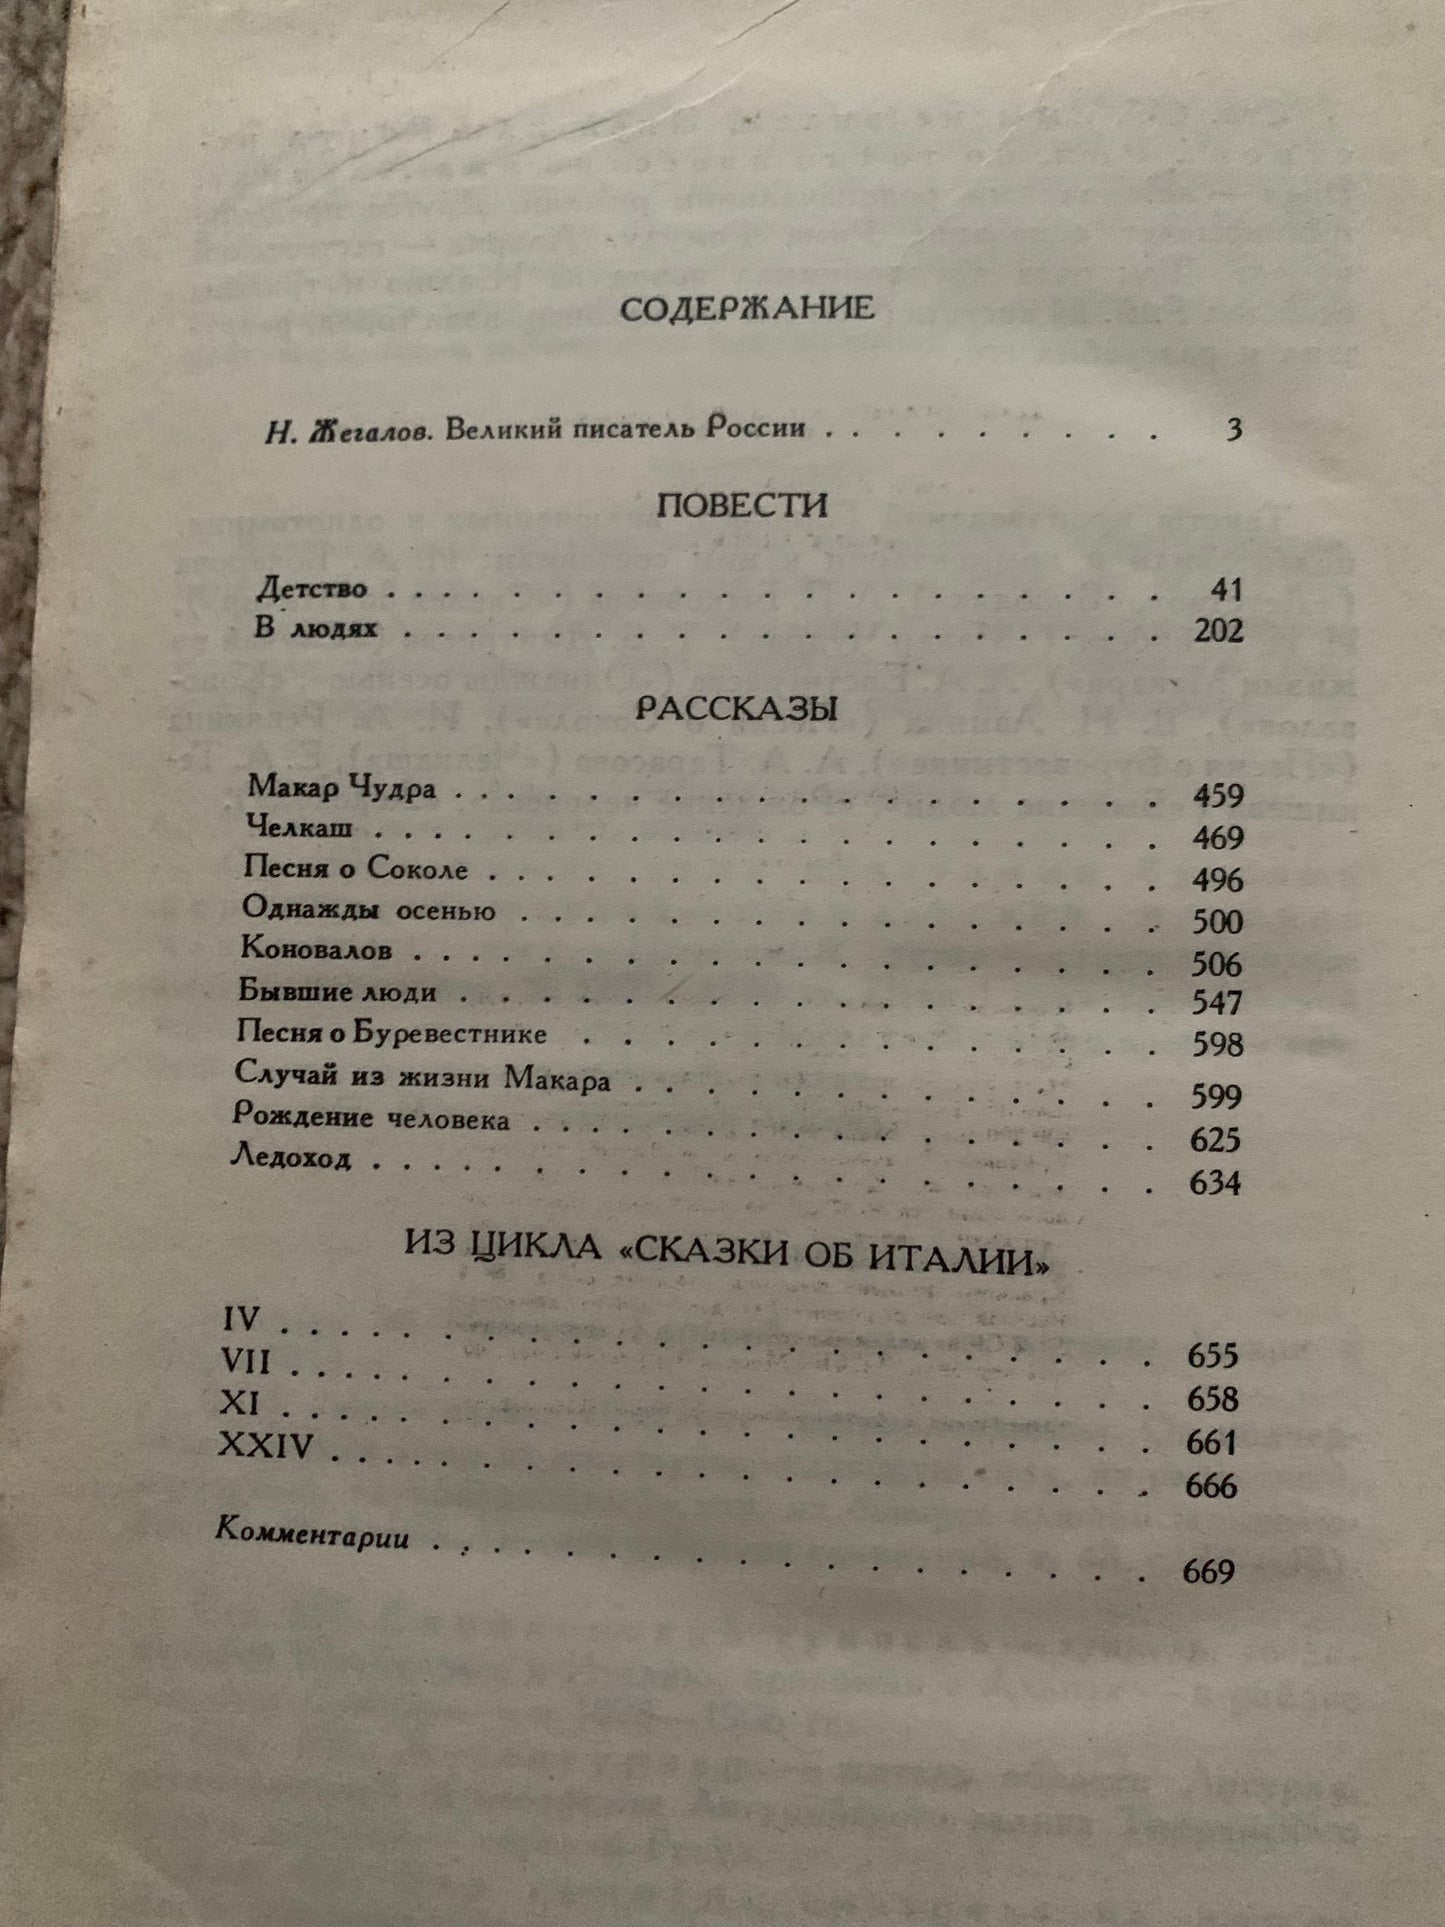 СОДЕРЖАНИЕ
Н. Жегалов. Великий писатель России . . . . . . . . . 3
ПОВЕСТИ
Детство . . . . . . . . . . . . . . . . . . 41
В людях . . . . . . . . . . . . . . . . . . 202
РАССКАЗЫ
Макар Чудра . . . . . . . . . . . . . . . . 459
Челкаш . . . . . . . . . . . . . . . . . . 469
Песня о Соколе . . . . . . . . . . . . . . . 496
Однажды осенью . . . . . . . . . . . . . . 500
Коновалов . . . . . . . . . . . . . . . . . 506
Бывшие люди . . . . . . . . . . . . . . . . 547
Песня о Буревестнике . . . . . . . . . . . . 598
Случай из жизни Макара . . . . . . . . . . . 599
Рождение человека . . . . . . . . . . . . . . 625
Ледоход . . . . . . . . . . . . . . . . . . 634
ИЗ ЦИКЛА «СКАЗКИ ОБ ИТАЛИИ»
IV . . . . . . . . . . . . . . . . . . . . 655
VII . . . . . . . . . . . . . . . . . . . . 658
XI . . . . . . . . . . . . . . . . . . . . 661
XXIV . . . . . . . . . . . . . . . . . . . 666
Комментарии . . . . . . . . . . . . . . . . 669